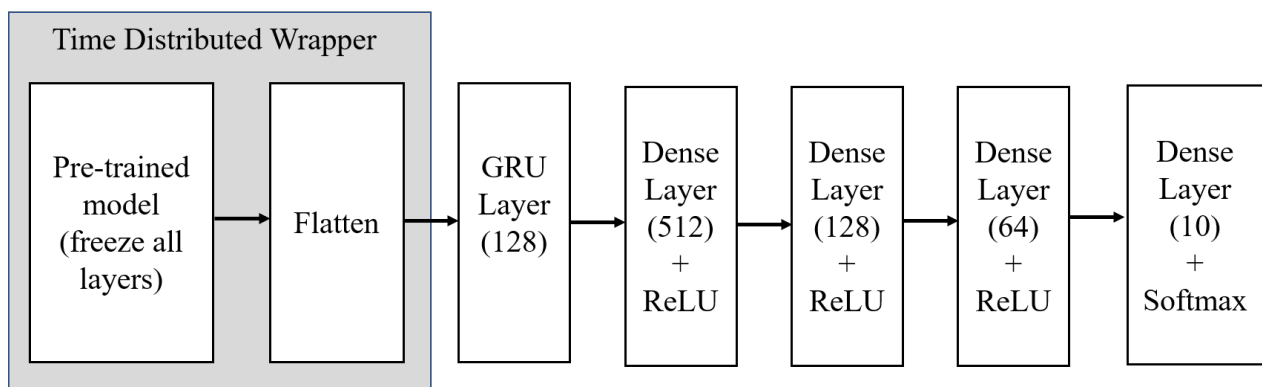 Time Distributed Wrapper
Pre-trained
model
(freeze all
layers)
Flatten
GRU
Layer
(128)
Dense
Layer
(512)
+
ReLU
Dense
Layer
(128)
+
ReLU
Dense
Layer
(64)
+
ReLU
Dense
Layer
(10)
+
Softmax